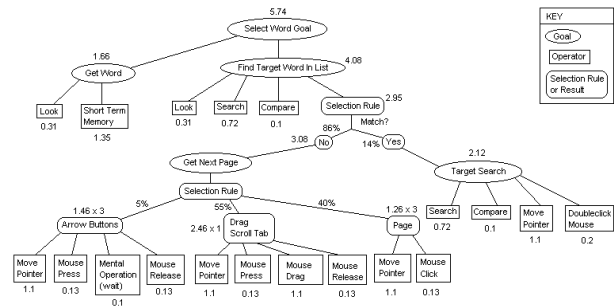 5.74
Select Word Goal
KEY
Goal
Operator
Selection Rule
or Result
1.66
Get Word
Find Target Word In List
4.08
Look
0.31
Short Term
Memory
1.35
Look
0.31
Search
0.72
Compare
0.1
Selection Rule
2.95
Match?
86%
3.08
No
14%
Yes
2.12
Get Next Page
Target Search
Selection Rule
5%
55%
40%
Search
0.72
Compare
0.1
Move
Pointer
1.1
Doubleclick
Mouse
0.2
1.46 x 3
Arrow Buttons
2.46 x 1
Drag
Scroll Tab
1.26 x 3
Page
Move
Pointer
1.1
Mouse
Press
0.13
Mental
Operation
(wait)
0.1
Mouse
Release
0.13
Move
Pointer
1.1
Mouse
Press
0.13
Mouse
Drag
1.1
Mouse
Release
0.13
Move
Pointer
1.1
Mouse
Click
0.13